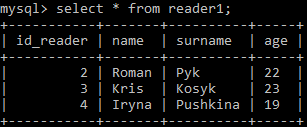 mysql> select * from reader1;
+-----------+-------+----------+-----+
| id_reader | name | surname | age |
+-----------+-------+----------+-----+
| 2 | Roman | Pyk | 22 |
| 3 | Kris | Kosyk | 23 |
| 4 | Iryna | Pushkina | 19 |
+-----------+-------+----------+-----+